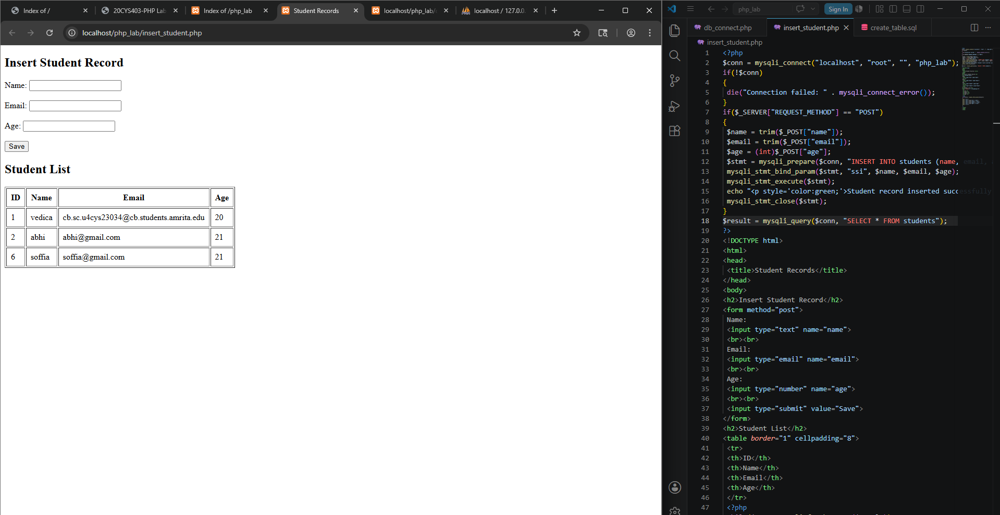 Index of /
20CYS403-PHP Lab
Index of /php_lab
Student Records
localhost/php_lab/
localhost / 127.0.0.
localhost/php_lab/insert_student.php
Insert Student Record
Name:
Email:
Age:
Save
Student List
ID Name Email Age
1 vedica cb.sc.u4cys23034@cb.students.amrita.edu 20
2 abhi abhi@gmail.com 21
6 soffia soffia@gmail.com 21
php_lab
Sign In
db_connect.php
insert_student.php
create_table.sql
insert_student.php
1 <?php
2 $conn = mysqli_connect("localhost", "root", "", "php_lab");
3 if(!$conn)
4 {
5 die("Connection failed: " . mysqli_connect_error());
6 }
7 if($_SERVER["REQUEST_METHOD"] == "POST")
8 {
9 $name = trim($_POST["name"]);
10 $email = trim($_POST["email"]);
11 $age = (int)$_POST["age"];
12 $stmt = mysqli_prepare($conn, "INSERT INTO students (name, email,
13 mysqli_stmt_bind_param($stmt, "ssi", $name, $email, $age);
14 mysqli_stmt_execute($stmt);
15 echo "<p style='color:green;'>Student record inserted successfully
16 mysqli_stmt_close($stmt);
17 }
18 $result = mysqli_query($conn, "SELECT * FROM students");
19 ?>
20 <!DOCTYPE html>
21 <html>
22 <head>
23 <title>Student Records</title>
24 </head>
25 <body>
26 <h2>Insert Student Record</h2>
27 <form method="post">
28 Name:
29 <input type="text" name="name">
30 <br><br>
31 Email:
32 <input type="email" name="email">
33 <br><br>
34 Age:
35 <input type="number" name="age">
36 <br><br>
37 <input type="submit" value="Save">
38 </form>
39 <h2>Student List</h2>
40 <table border="1" cellpadding="8">
41 <tr>
42 <th>ID</th>
43 <th>Name</th>
44 <th>Email</th>
45 <th>Age</th>
46 </tr>
47 <?php